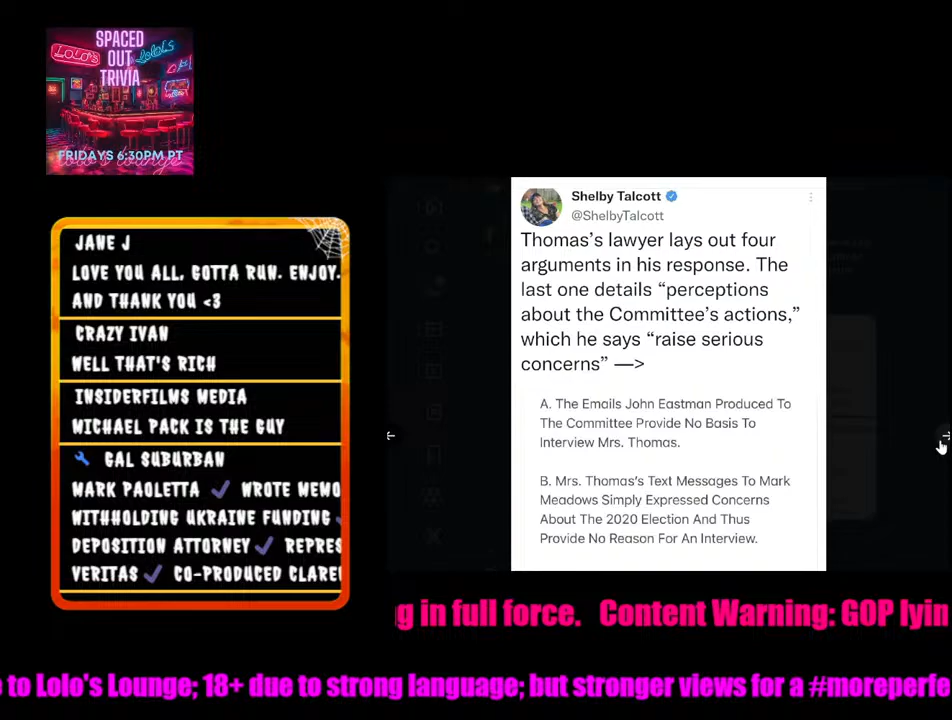 SPACED
OUT
TRIVIA
LOLO'S
FRIDAYS 6:30PM PT
lolo's lounge
JANE J
LOVE YOU ALL. GOTTA RUN. ENJOY.
AND THANK YOU <3
CRAZY IVAN
WELL THAT'S RICH
INSIDERFILMS MEDIA
MICHAEL PACK IS THE GUY
GAL SUBURBAN
MARK PAOLETTA ✔ WROTE MEMO
WITHHOLDING UKRAINE FUNDING
DEPOSITION ATTORNEY ✔ REPRES
VERITAS ✔ CO-PRODUCED CLARE
Shelby Talcott
@ShelbyTalcott
Thomas's lawyer lays out four
arguments in his response. The
last one details “perceptions
about the Committee's actions,”
which he says “raise serious
concerns” —>
A. The Emails John Eastman Produced To
The Committee Provide No Basis To
Interview Mrs. Thomas.
B. Mrs. Thomas's Text Messages To Mark
Meadows Simply Expressed Concerns
About The 2020 Election And Thus
Provide No Reason For An Interview.
g in full force. Content Warning: GOP lyin
to Lolo's Lounge; 18+ due to strong language; but stronger views for a #moreperfe